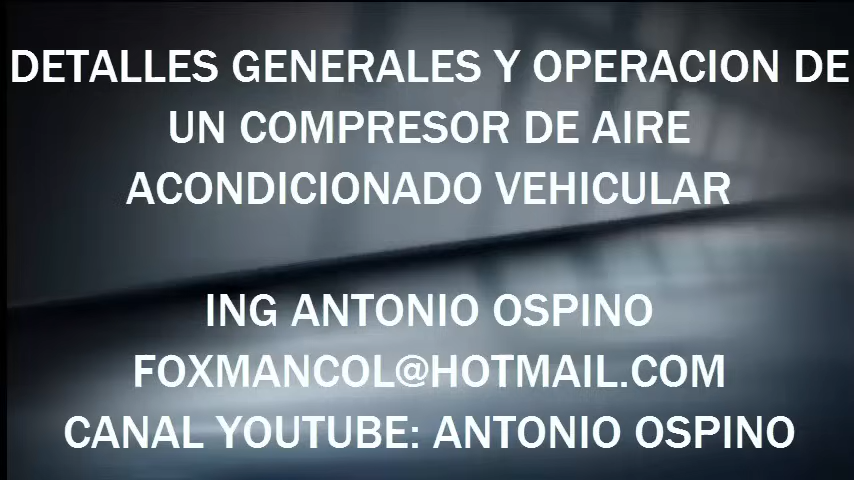 DETALLES GENERALES Y OPERACION DE
UN COMPRESOR DE AIRE
ACONDICIONADO VEHICULAR
ING ANTONIO OSPINO
FOXMANCOL@HOTMAIL.COM
CANAL YOUTUBE: ANTONIO OSPINO